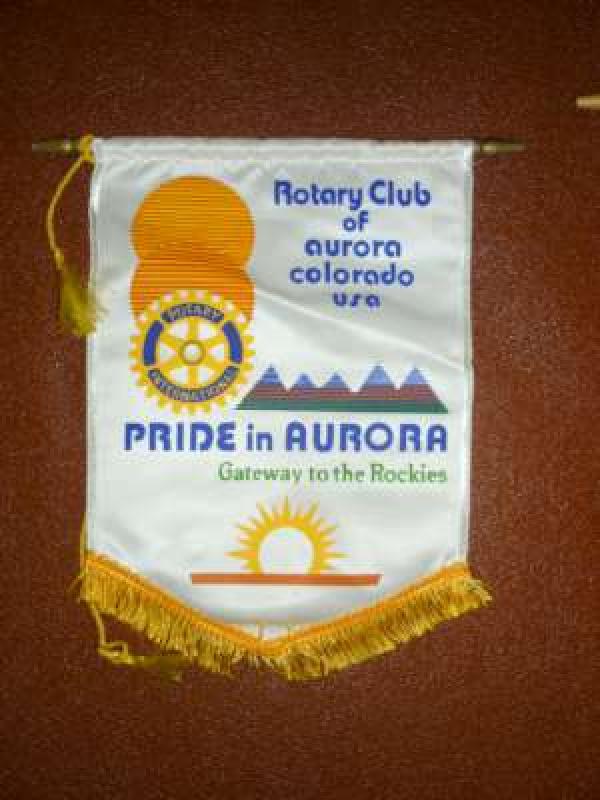 Rotary Club
of
aurora
colorado
usa
ROTARY
INTERNATIONAL
PRIDE in AURORA
Gateway to the Rockies